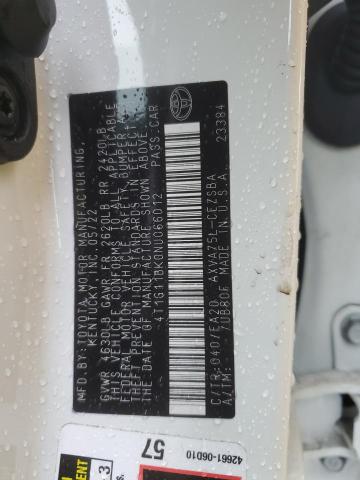 MFD. BY: TOYOTA MOTOR MANUFACTURING,
KENTUCKY, INC. 05/22
GVWR 4630LB GAWR FR 2620LB RR 2420LB
THIS VEHICLE CONFORMS TO ALL APPLICABLE
FEDERAL MOTOR VEHICLE SAFETY, BUMPER, AND
THEFT PREVENTION STANDARDS IN EFFECT ON THE
DATE OF MANUFACTURE SHOWN ABOVE.
4T1G11BK0NU066012 PASS.CAR
C/TR: 040/EA20 AXVA75L-CEZSBA
A/TM: -/UB80F MADE IN U.S.A. 23384
42661-06D10
57